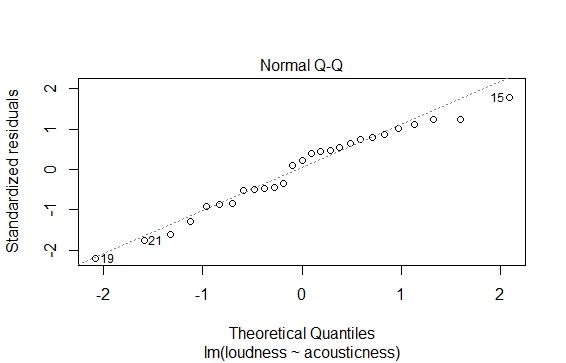 Normal Q-Q
Standardized residuals
2
1
0
-1
-2
15
21
19
-2 -1 0 1 2
Theoretical Quantiles
lm(loudness ~ acousticness)